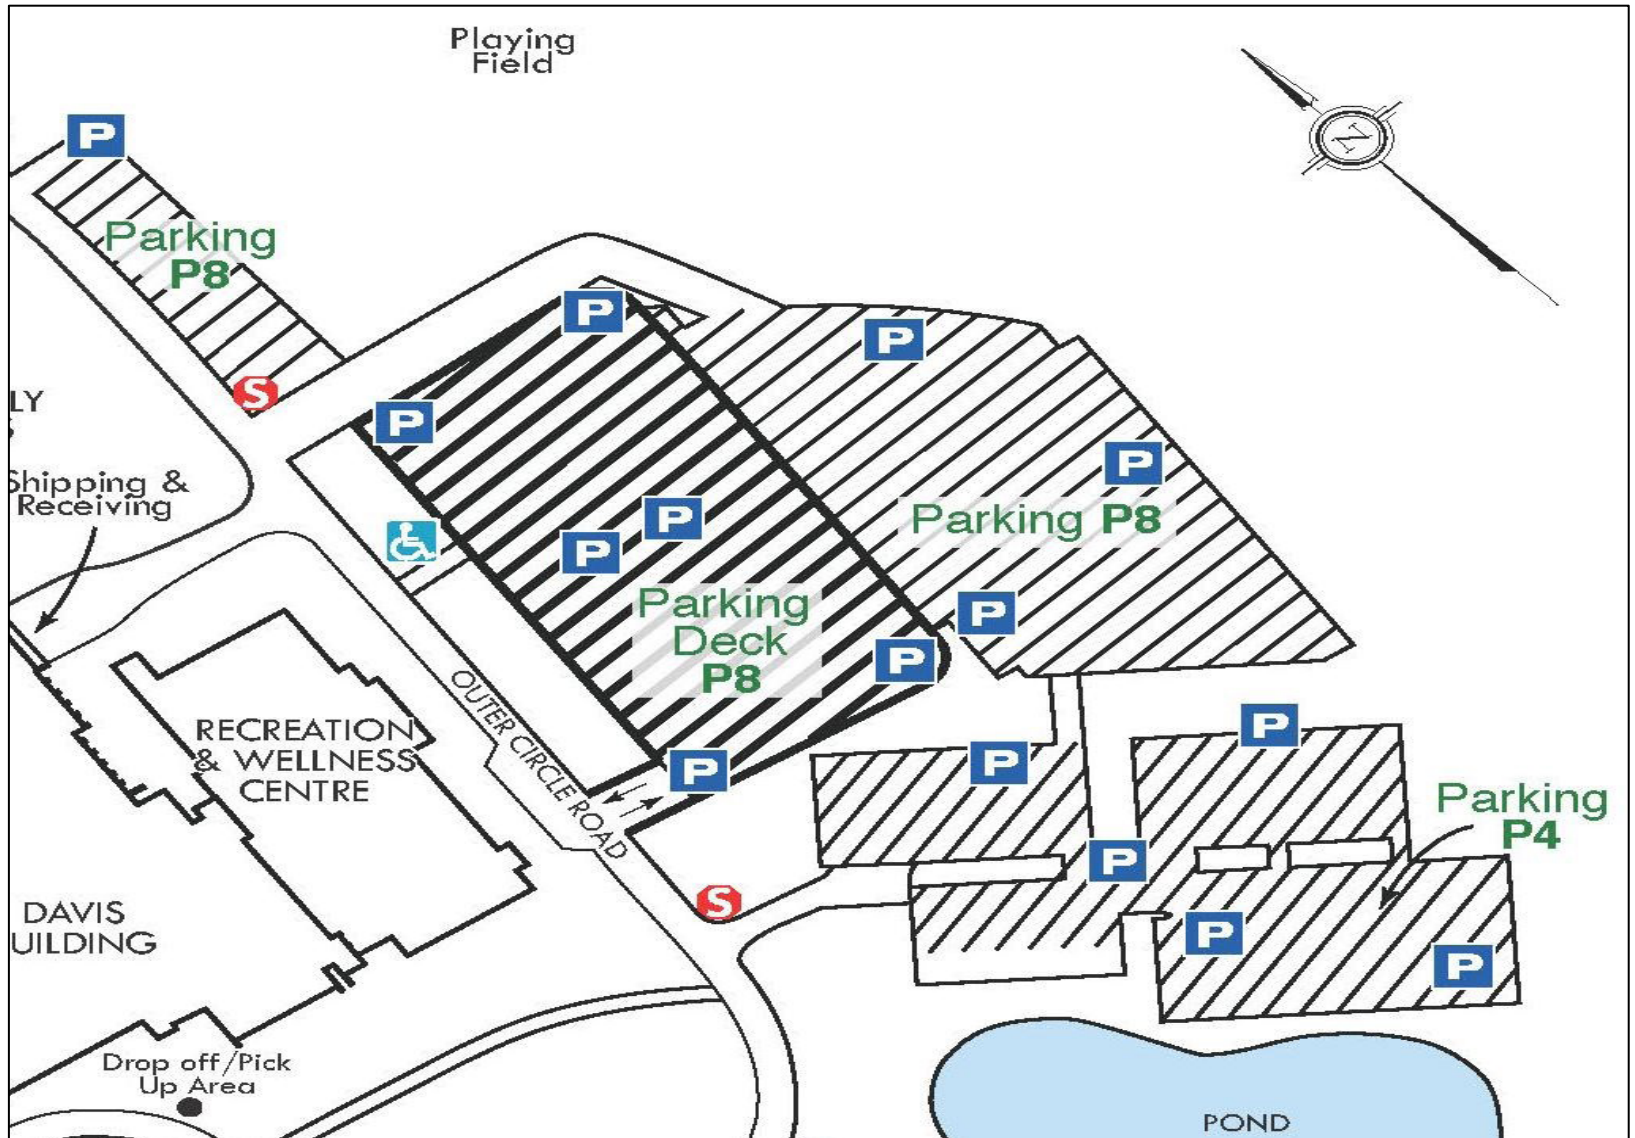 Playing
Field
P
N
Parking
P8
P
P
S
P
LY
S
P
Shipping &
Receiving
P
Parking P8
P
Parking
Deck
P8
P
P
OUTER CIRCLE ROAD
RECREATION
& WELLNESS
CENTRE
P
P
P
Parking
P4
P
S
DAVIS
UILDING
P
P
Drop off/Pick
Up Area
POND